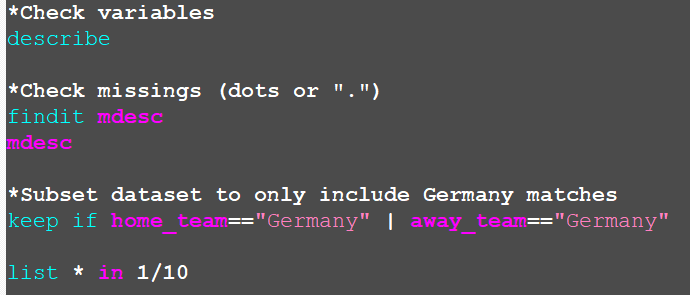 *Check variables
describe
*Check missings (dots or ".")
findit mdesc
mdesc
*Subset dataset to only include Germany matches
keep if home_team=="Germany" | away_team=="Germany"
list * in 1/10